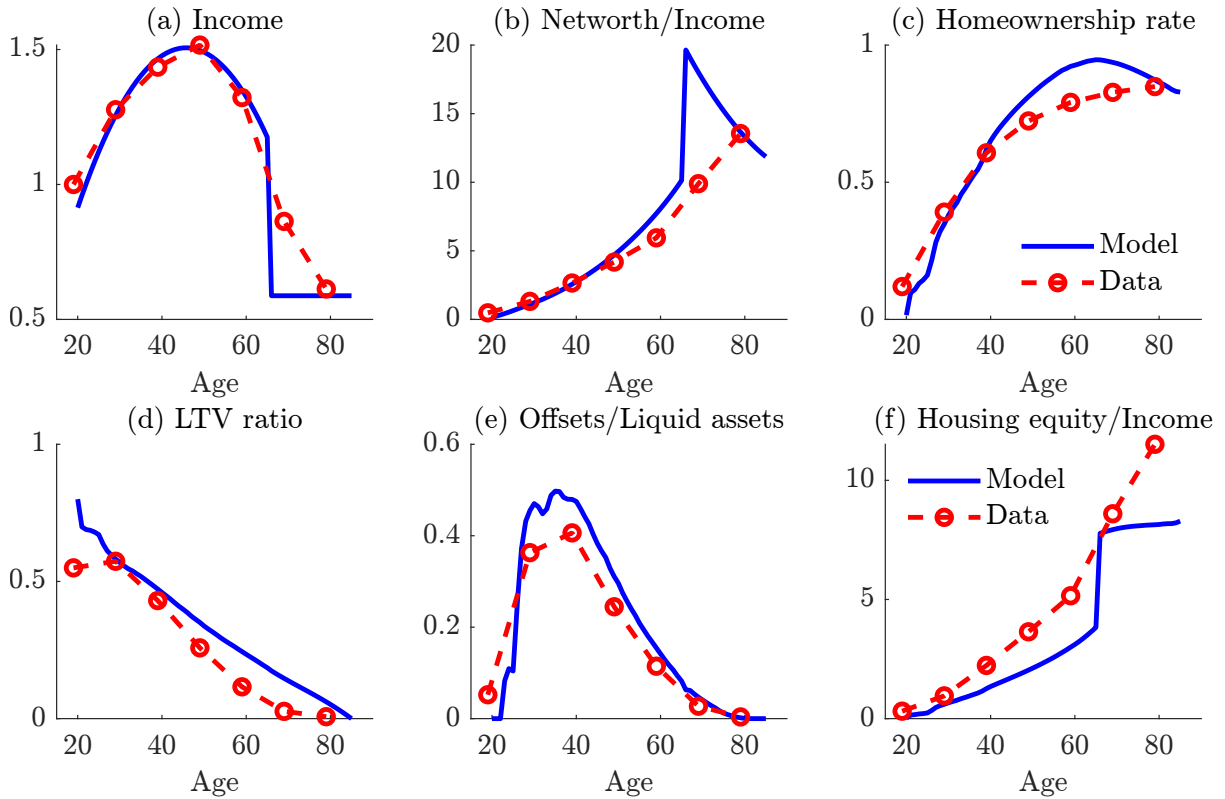 (a) Income
1.5
1
0.5
20 40 60 80
Age
(b) Networth/Income
20
15
10
5
0
20 40 60 80
Age
(c) Homeownership rate
1
0.5
0
Model
Data
20 40 60 80
Age
(d) LTV ratio
1
0.5
0
20 40 60 80
Age
(e) Offsets/Liquid assets
0.6
0.4
0.2
0
20 40 60 80
Age
(f) Housing equity/Income
10
5
0
Model
Data
20 40 60 80
Age